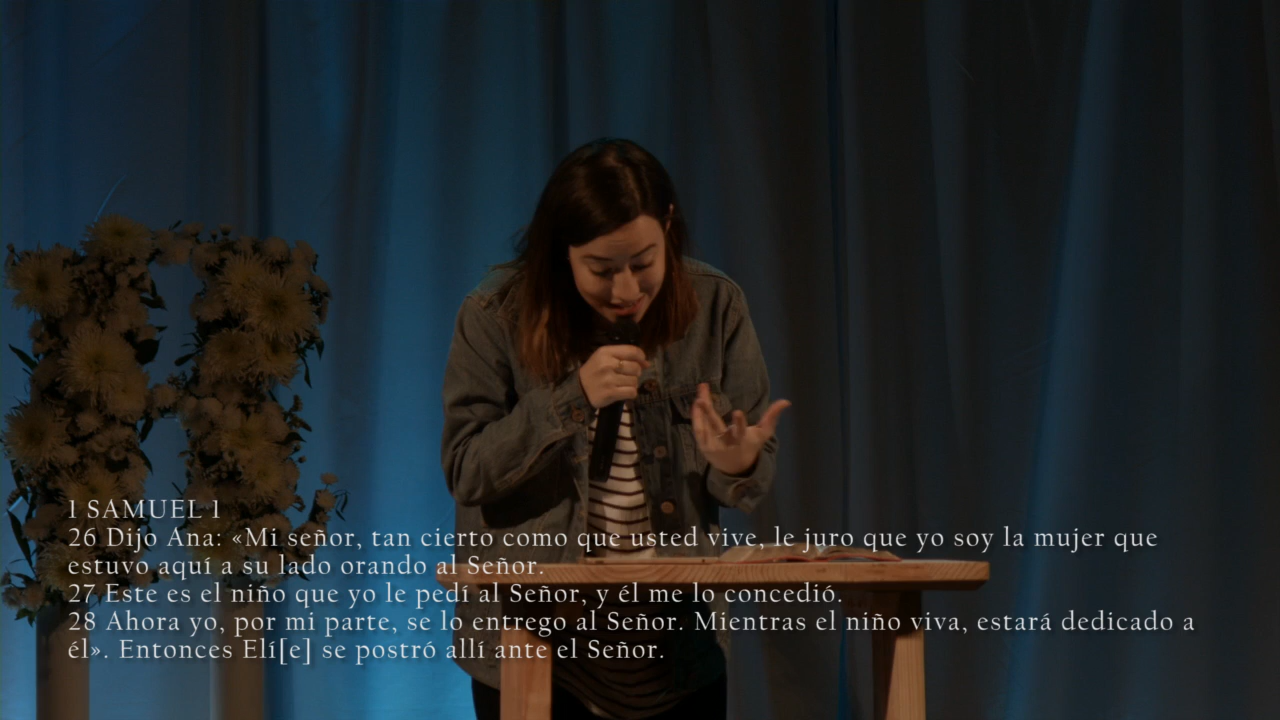 1 SAMUEL 1
26 Dijo Ana: «Mi señor, tan cierto como que usted vive, le juro que yo soy la mujer que
estuvo aquí a su lado orando al Señor.
27 Este es el niño que yo le pedí al Señor, y él me lo concedió.
28 Ahora yo, por mi parte, se lo entrego al Señor. Mientras el niño viva, estará dedicado a
él». Entonces Elí[e] se postró allí ante el Señor.